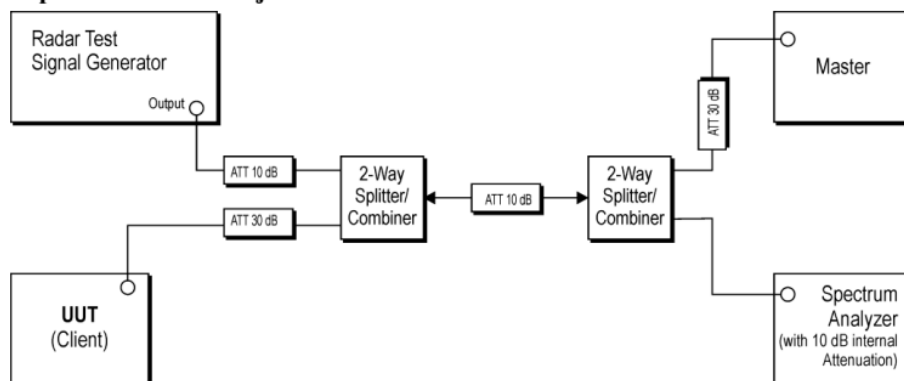 Radar Test
Signal Generator
Output
ATT 10 dB
2-Way
Splitter/
Combiner
ATT 30 dB
UUT
(Client)
ATT 10 dB
2-Way
Splitter/
Combiner
ATT 30 dB
Master
Spectrum
Analyzer
(with 10 dB internal
Attenuation)